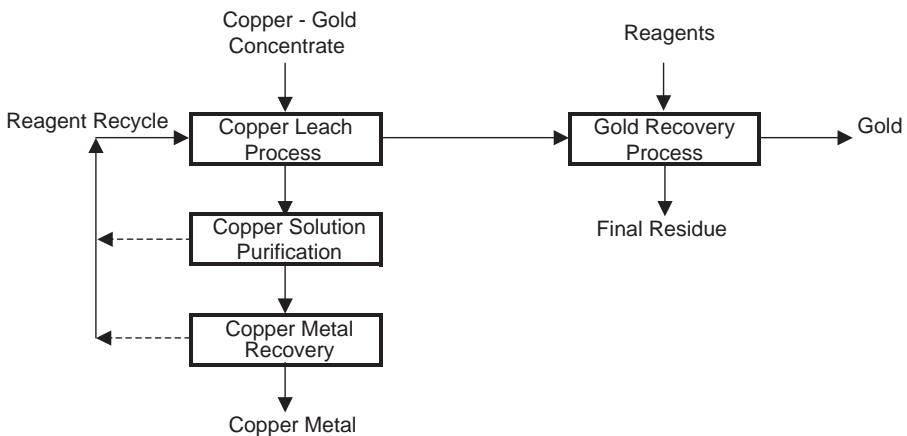 Copper - Gold
Concentrate
Reagents
Reagent Recycle
Copper Leach
Process
Gold Recovery
Process
Gold
Copper Solution
Purification
Final Residue
Copper Metal
Recovery
Copper Metal